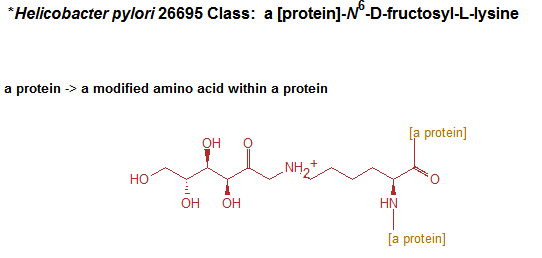 *Helicobacter pylori 26695 Class: a [protein]-N6-D-fructosyl-L-lysine
a protein -> a modified amino acid within a protein
OH
O
[a protein]
HO
NH2+
O
OH
OH
HN
[a protein]